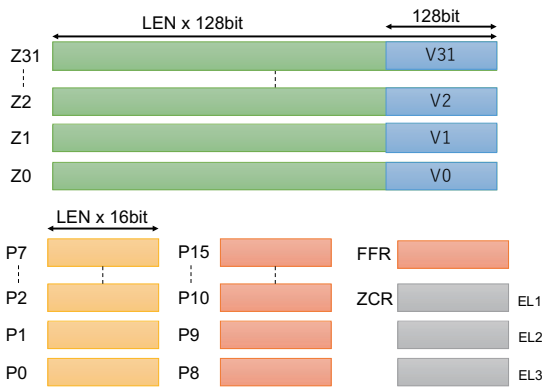 LEN x 128bit 128bit
Z31 V31
Z2 V2
Z1 V1
Z0 V0
LEN x 16bit
P7 P15 FFR
P2 P10 ZCR EL1
P1 P9 EL2
P0 P8 EL3